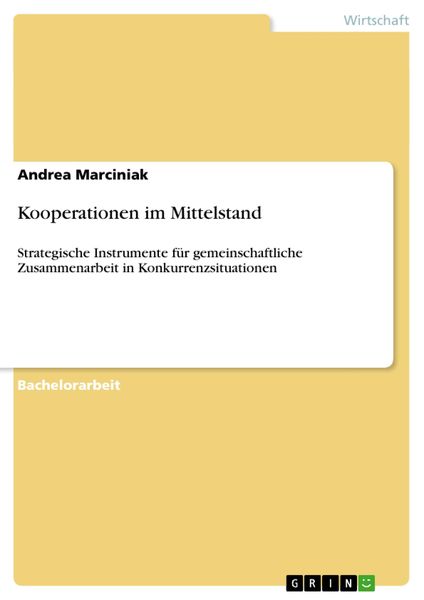 Wirtschaft
Andrea Marciniak
Kooperationen im Mittelstand
Strategische Instrumente für gemeinschaftliche
Zusammenarbeit in Konkurrenzsituationen
Bachelorarbeit
GRIN